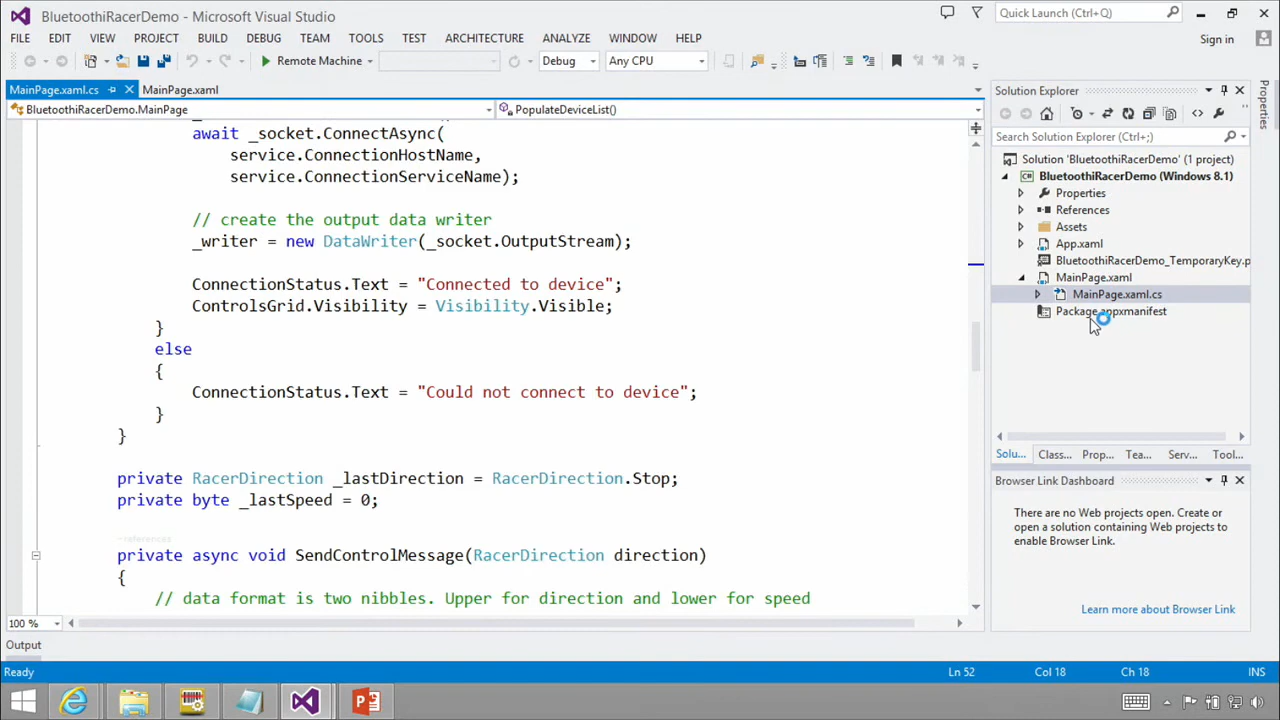 BluetoothiRacerDemo - Microsoft Visual Studio
Quick Launch (Ctrl+Q)
FILE EDIT VIEW PROJECT BUILD DEBUG TEAM TOOLS TEST ARCHITECTURE ANALYZE WINDOW HELP
Sign in
Remote Machine Debug Any CPU
MainPage.xaml.cs MainPage.xaml
BluetoothiRacerDemo.MainPage PopulateDeviceList()
await _socket.ConnectAsync(
service.ConnectionHostName,
service.ConnectionServiceName);
// create the output data writer
_writer = new DataWriter(_socket.OutputStream);
ConnectionStatus.Text = "Connected to device";
ControlsGrid.Visibility = Visibility.Visible;
}
else
{
ConnectionStatus.Text = "Could not connect to device";
}
}
private RacerDirection _lastDirection = RacerDirection.Stop;
private byte _lastSpeed = 0;
-references
private async void SendControlMessage(RacerDirection direction)
{
// data format is two nibbles. Upper for direction and lower for speed
100 %
Output
Ready
Ln 52 Col 18 Ch 18 INS
Solution Explorer
Search Solution Explorer (Ctrl+;)
Solution 'BluetoothiRacerDemo' (1 project)
BluetoothiRacerDemo (Windows 8.1)
Properties
References
Assets
App.xaml
BluetoothiRacerDemo_TemporaryKey.p
MainPage.xaml
MainPage.xaml.cs
Package.appxmanifest
Solu... Class... Prop... Tea... Serv... Tool...
Browser Link Dashboard
There are no Web projects open. Create or
open a solution containing Web projects to
enable Browser Link.
Learn more about Browser Link
Properties